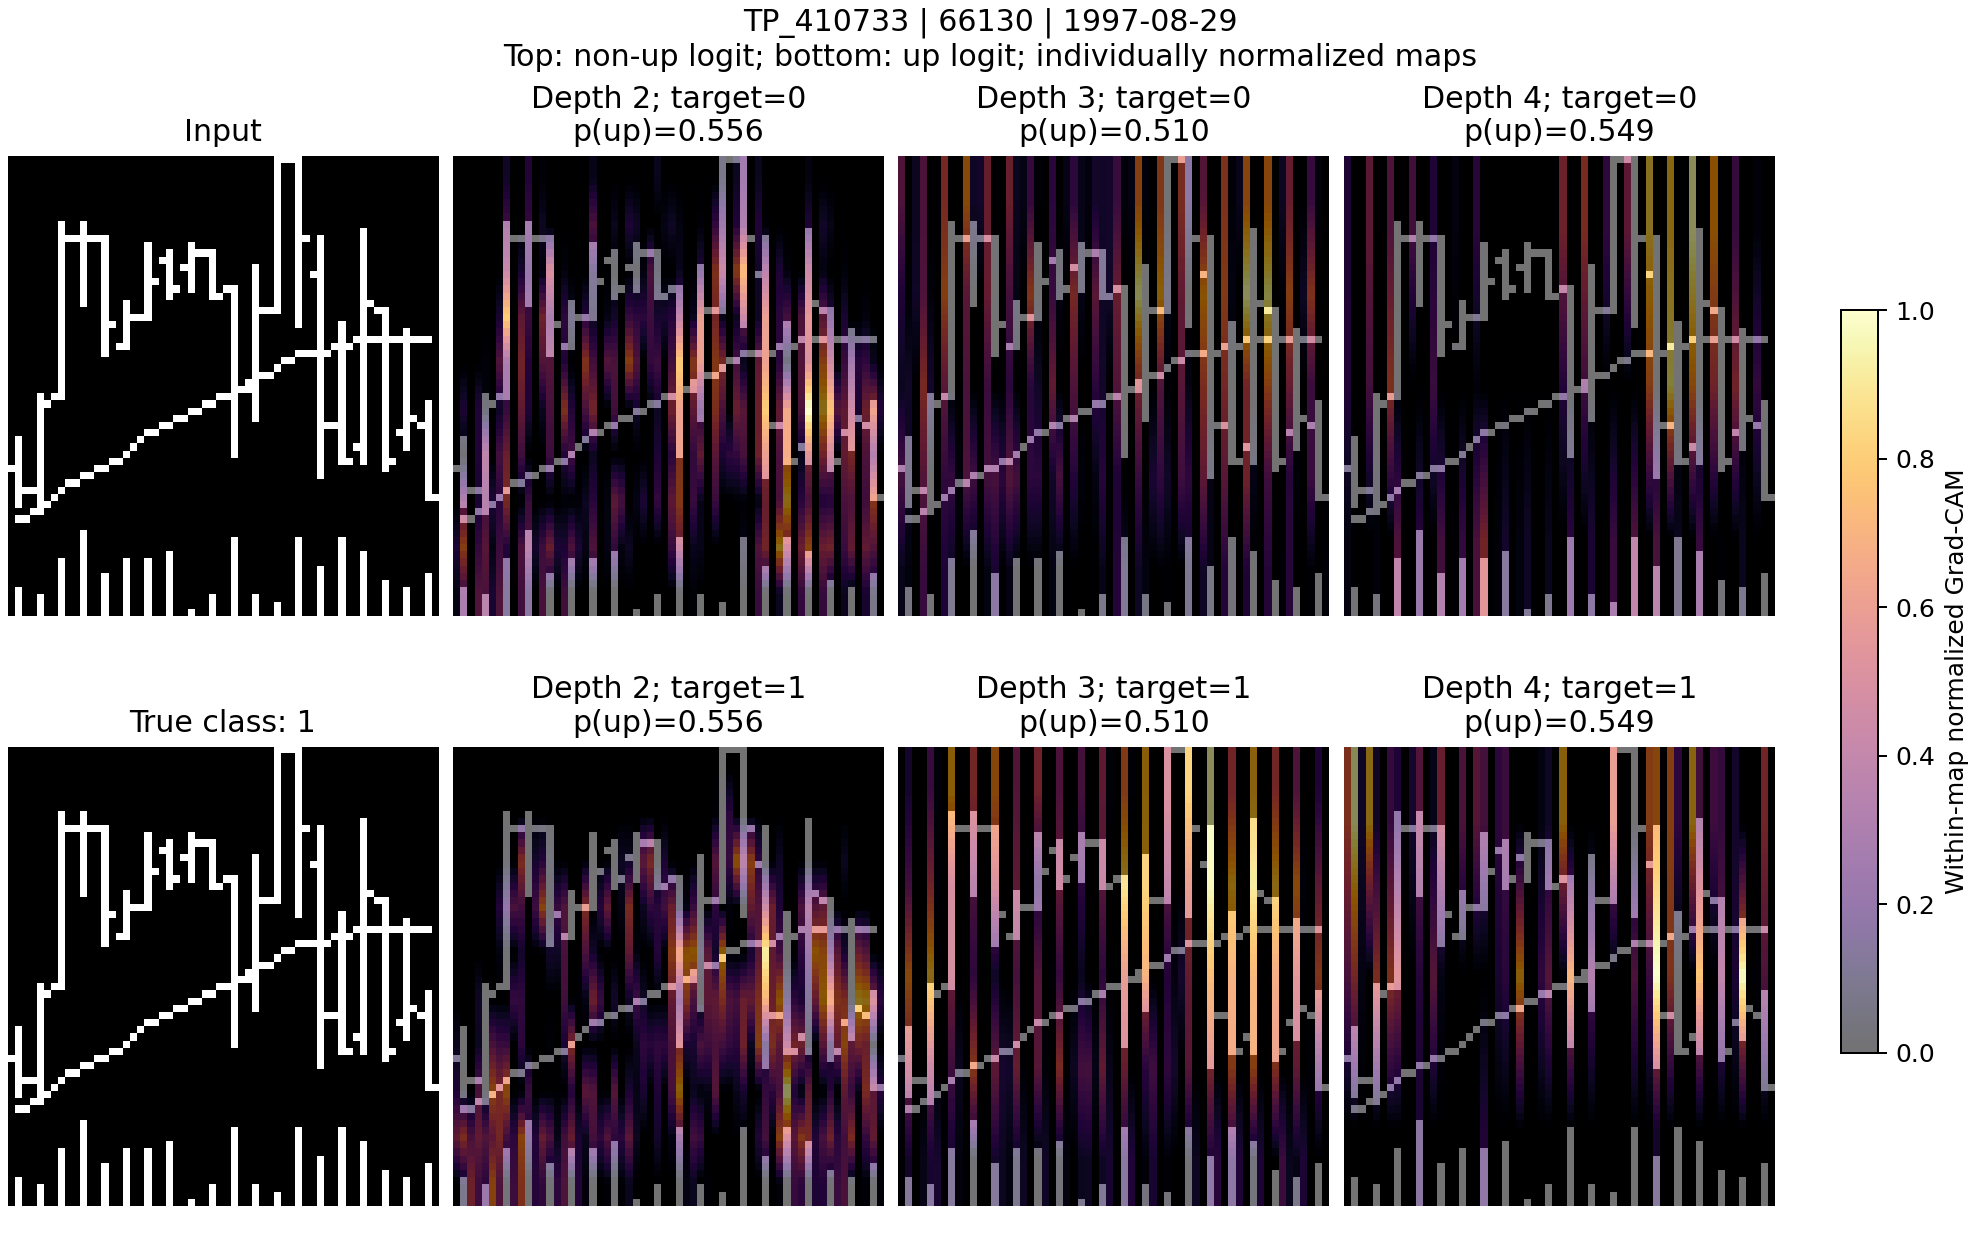 TP_410733 | 66130 | 1997-08-29
Top: non-up logit; bottom: up logit; individually normalized maps
Input
Depth 2; target=0
p(up)=0.556
Depth 3; target=0
p(up)=0.510
Depth 4; target=0
p(up)=0.549
True class: 1
Depth 2; target=1
p(up)=0.556
Depth 3; target=1
p(up)=0.510
Depth 4; target=1
p(up)=0.549
1.0
0.8
0.6
0.4
0.2
0.0
Within-map normalized Grad-CAM